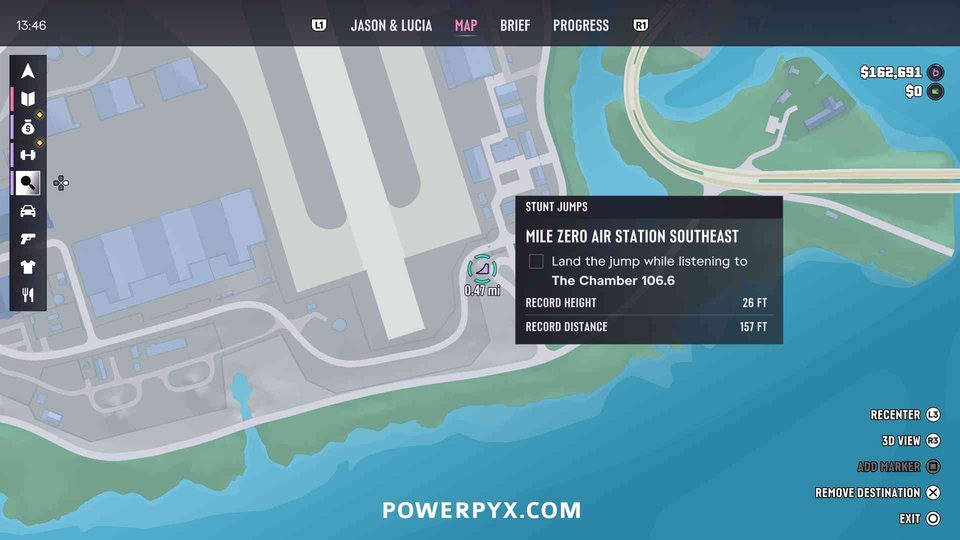 13:46
L1 JASON & LUCIA MAP BRIEF PROGRESS R1
$162,691
$0
STUNT JUMPS
MILE ZERO AIR STATION SOUTHEAST
Land the jump while listening to
The Chamber 106.6
RECORD HEIGHT 26 FT
RECORD DISTANCE 157 FT
0.47 mi
RECENTER L3
3D VIEW R3
ADD MARKER
REMOVE DESTINATION
EXIT
POWERPYX.COM